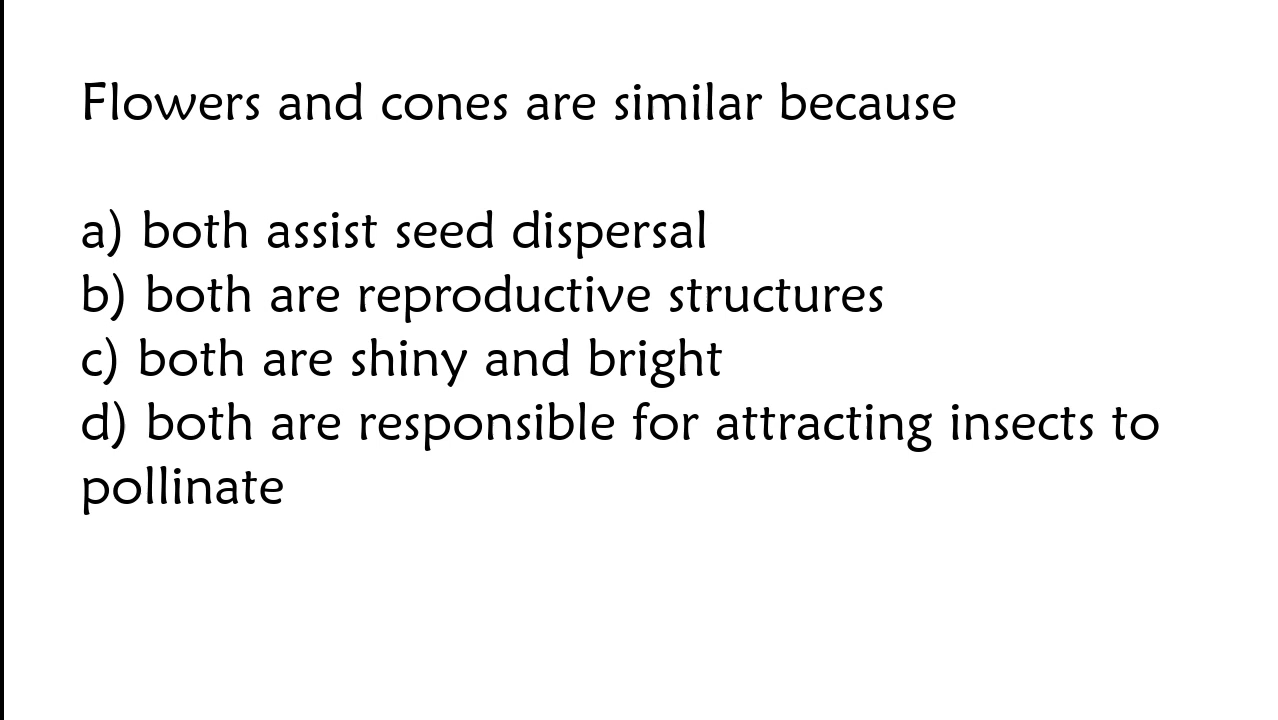 Flowers and cones are similar because
a) both assist seed dispersal
b) both are reproductive structures
c) both are shiny and bright
d) both are responsible for attracting insects to
pollinate